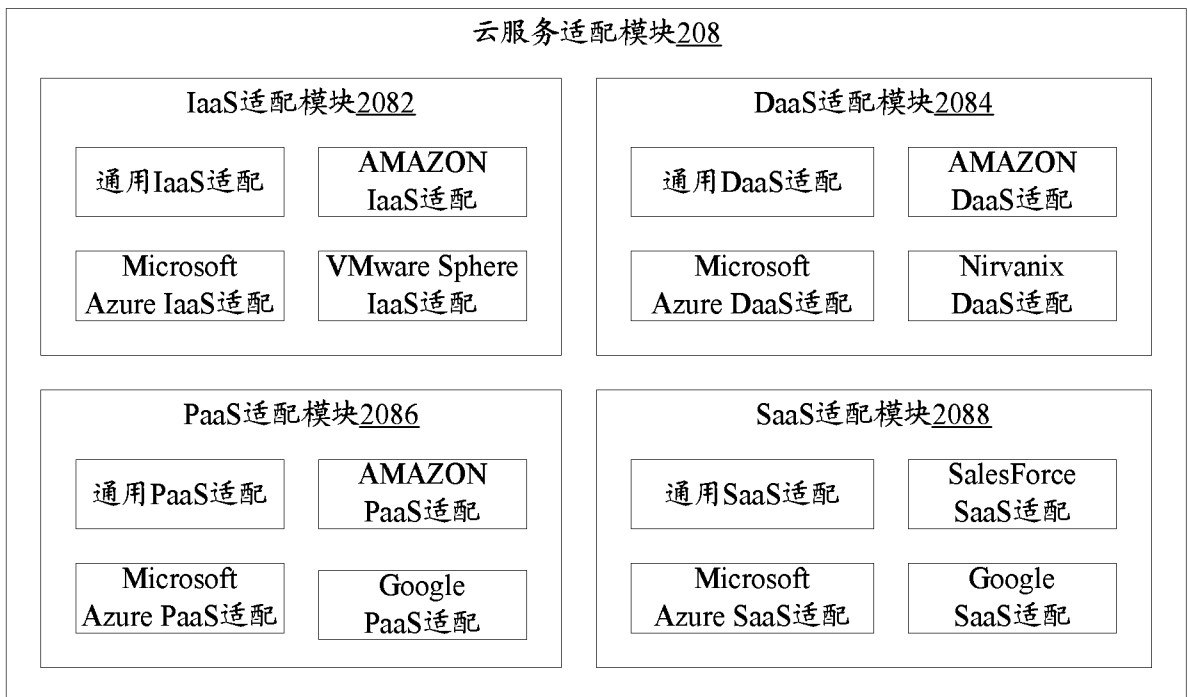 云服务适配模块208
IaaS适配模块2082
通用IaaS适配
AMAZON
IaaS适配
Microsoft
Azure IaaS适配
VMware Sphere
IaaS适配
DaaS适配模块2084
通用DaaS适配
AMAZON
DaaS适配
Microsoft
Azure DaaS适配
Nirvanix
DaaS适配
PaaS适配模块2086
通用PaaS适配
AMAZON
PaaS适配
Microsoft
Azure PaaS适配
Google
PaaS适配
SaaS适配模块2088
通用SaaS适配
SalesForce
SaaS适配
Microsoft
Azure SaaS适配
Google
SaaS适配